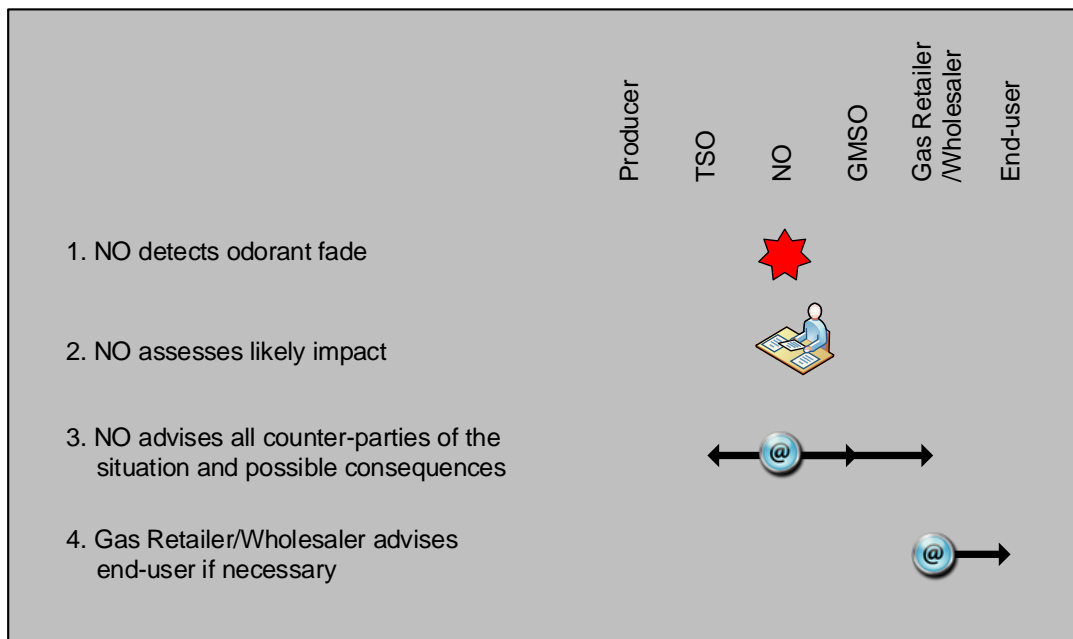 Producer
TSO
NO
GMSO
Gas Retailer
/Wholesaler
End-user
1. NO detects odorant fade
2. NO assesses likely impact
3. NO advises all counter-parties of the
situation and possible consequences
@
4. Gas Retailer/Wholesaler advises
end-user if necessary
@